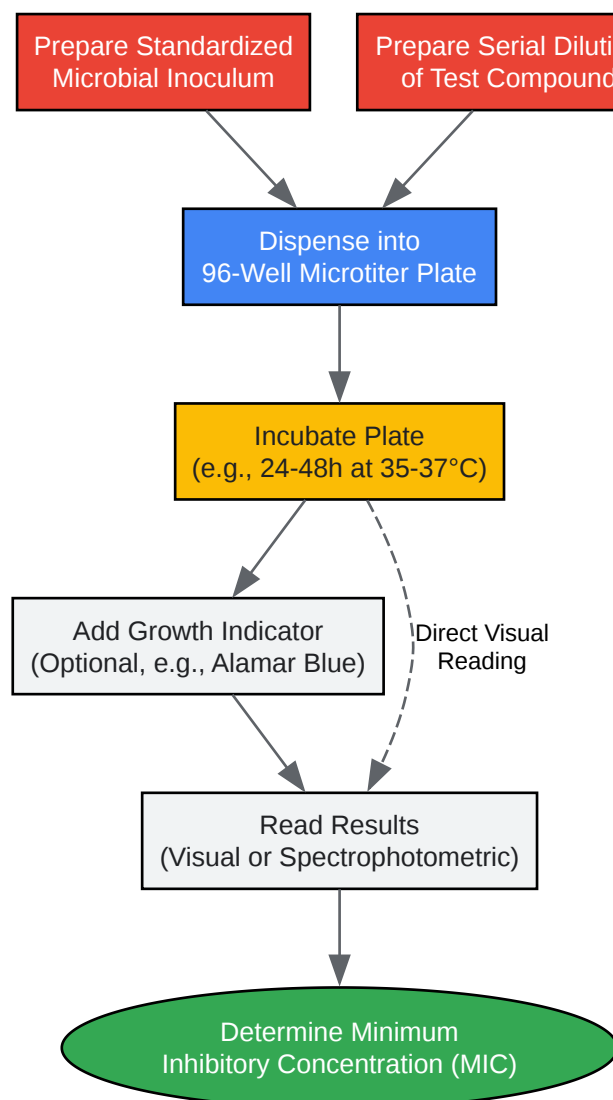 Prepare Standardized
Microbial Inoculum
Prepare Serial
of Test Compound
Dispense into
96-Well Microtiter Plate
Incubate Plate
(e.g., 24-48h at 35-37°C)
Add Growth Indicator
(Optional, e.g., Alamar Blue)
Direct Visual
Reading
Read Results
(Visual or Spectrophotometric)
Determine Minimum
Inhibitory Concentration (MIC)